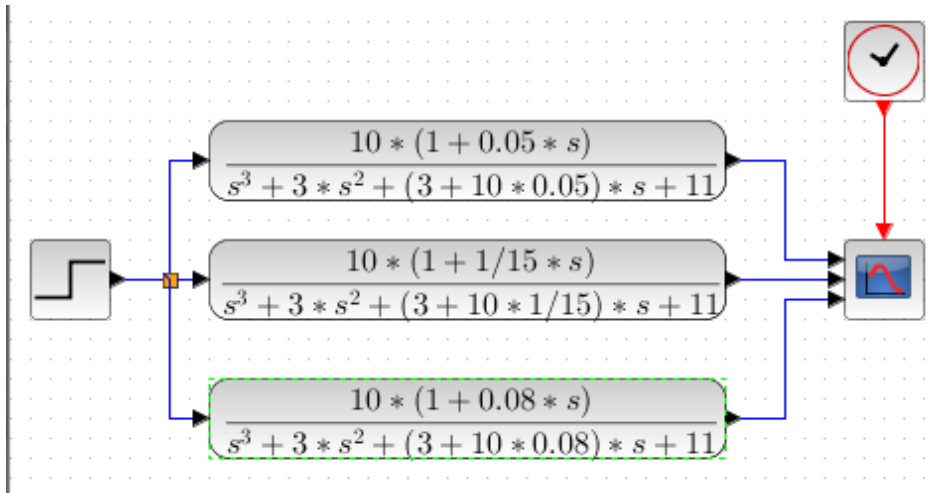 10 * (1 + 0.05 * s)
s³ + 3 * s² + (3 + 10 * 0.05) * s + 11
10 * (1 + 1/15 * s)
s³ + 3 * s² + (3 + 10 * 1/15) * s + 11
10 * (1 + 0.08 * s)
s³ + 3 * s² + (3 + 10 * 0.08) * s + 11